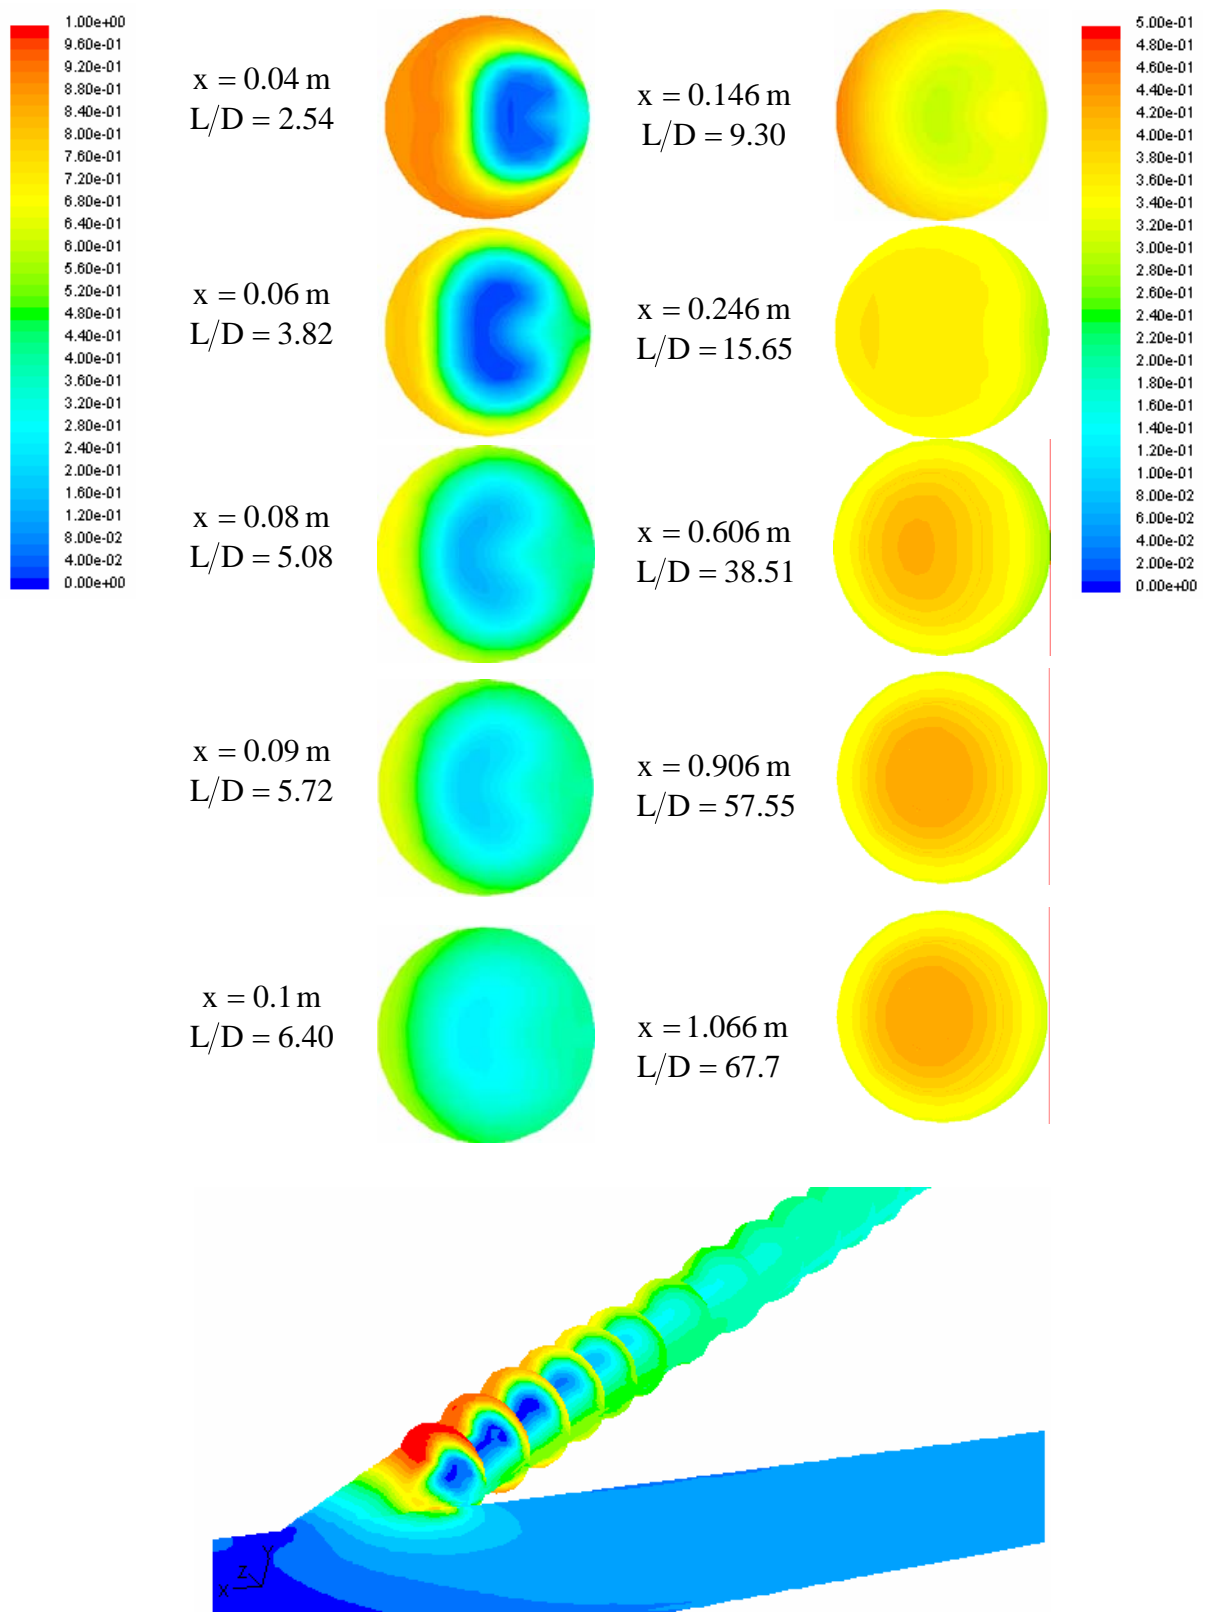 1.00e+00
9.60e-01
9.20e-01
8.80e-01
8.40e-01
8.00e-01
7.60e-01
7.20e-01
6.80e-01
6.40e-01
6.00e-01
5.60e-01
5.20e-01
4.80e-01
4.40e-01
4.00e-01
3.60e-01
3.20e-01
2.80e-01
2.40e-01
2.00e-01
1.60e-01
1.20e-01
8.00e-02
4.00e-02
0.00e+00
x = 0.04 m
L/D = 2.54
x = 0.06 m
L/D = 3.82
x = 0.08 m
L/D = 5.08
x = 0.09 m
L/D = 5.72
x = 0.1 m
L/D = 6.40
x = 0.146 m
L/D = 9.30
x = 0.246 m
L/D = 15.65
x = 0.606 m
L/D = 38.51
x = 0.906 m
L/D = 57.55
x = 1.066 m
L/D = 67.7
5.00e-01
4.80e-01
4.60e-01
4.40e-01
4.20e-01
4.00e-01
3.80e-01
3.60e-01
3.40e-01
3.20e-01
3.00e-01
2.80e-01
2.60e-01
2.40e-01
2.20e-01
2.00e-01
1.80e-01
1.60e-01
1.40e-01
1.20e-01
1.00e-01
8.00e-02
6.00e-02
4.00e-02
2.00e-02
0.00e+00
Y
Z
X